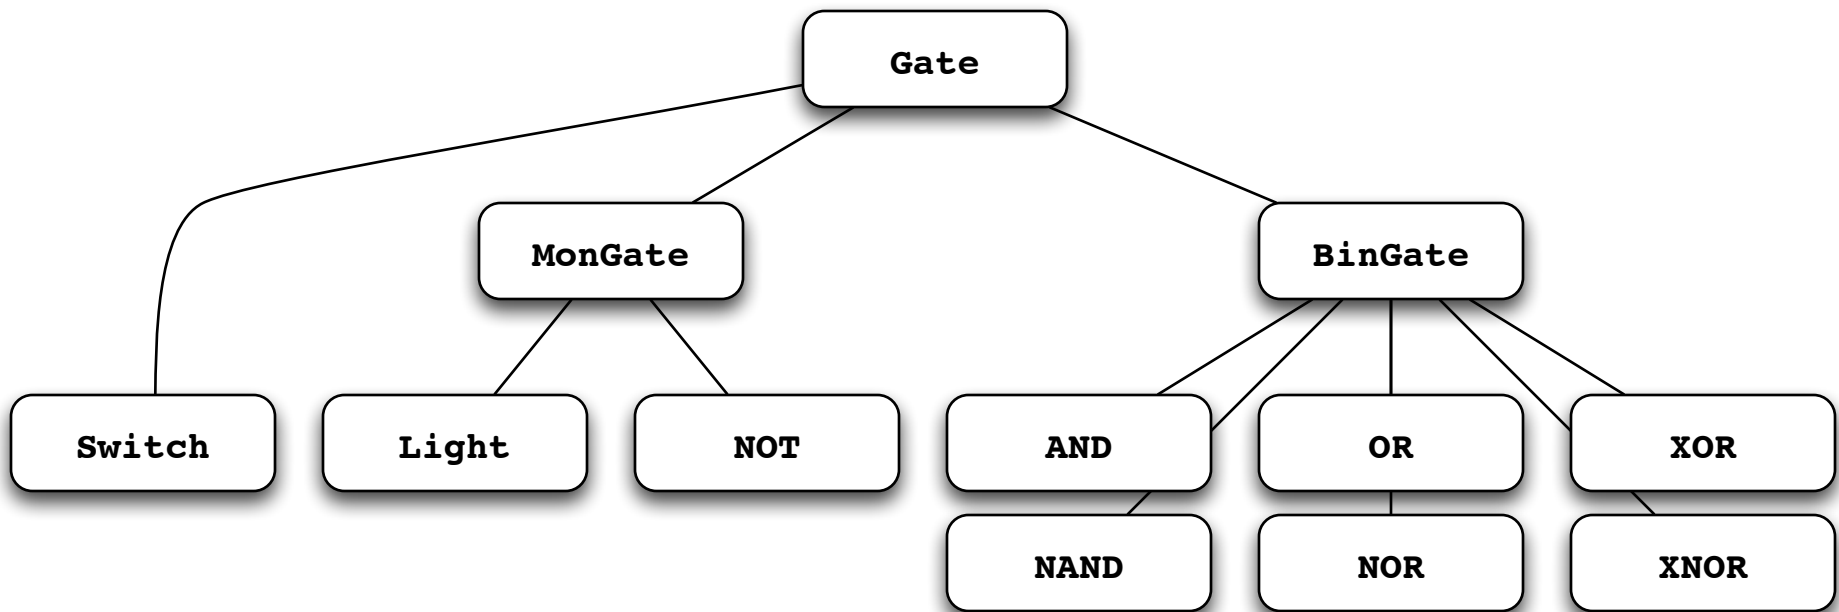 Gate
MonGate
BinGate
Switch
Light
NOT
AND
OR
XOR
NAND
NOR
XNOR